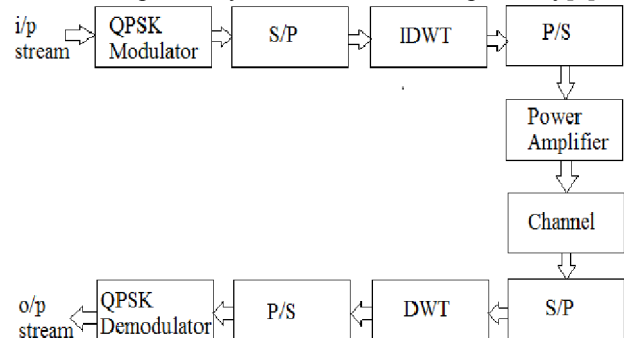 i/p
stream
QPSK
Modulator
S/P
IDWT
P/S
Power
Amplifier
Channel
S/P
DWT
P/S
QPSK
Demodulator
o/p
stream